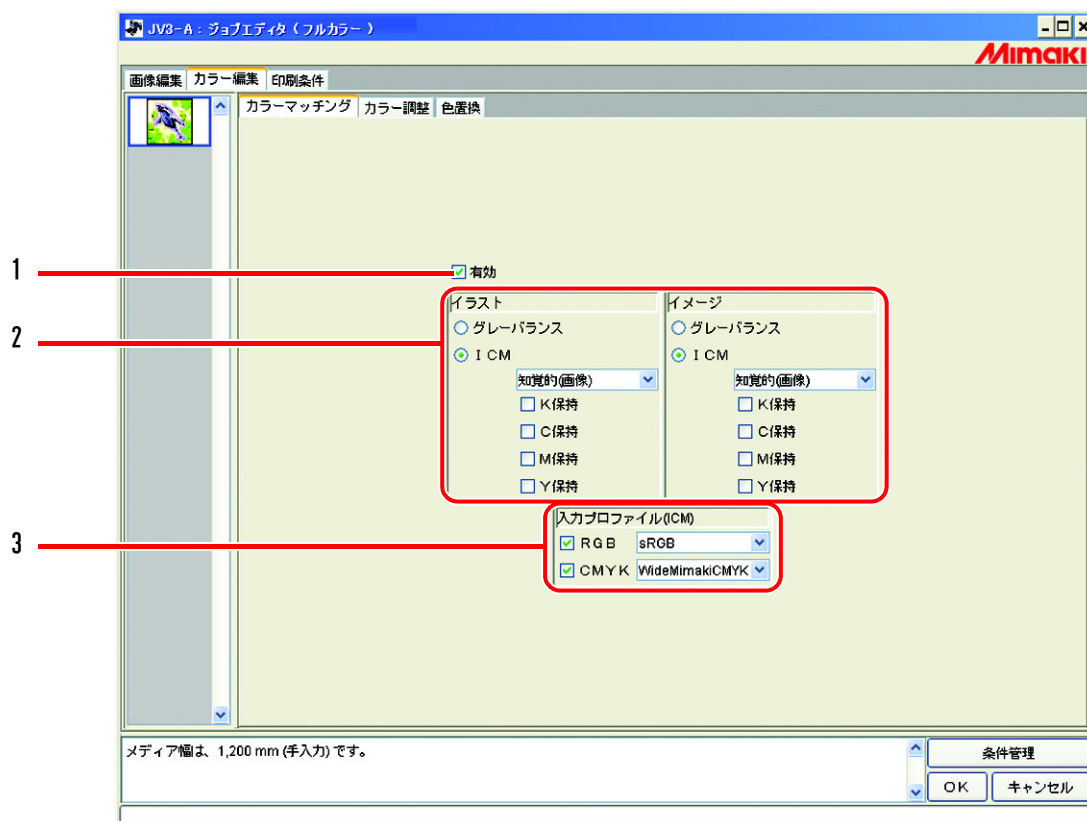 JV3-A：ジョブエディタ（フルカラー）
Mimaki
画像編集 カラー編集 印刷条件
カラーマッチング カラー調整 色置換
1
有効
2
イラスト
グレーバランス
ＩＣＭ
知覚的(画像)
Ｋ保持
Ｃ保持
Ｍ保持
Ｙ保持
イメージ
グレーバランス
ＩＣＭ
知覚的(画像)
Ｋ保持
Ｃ保持
Ｍ保持
Ｙ保持
3
入力プロファイル(ICM)
ＲＧＢ sRGB
ＣＭＹＫ WideMimakiCMYK
メディア幅は、1,200 mm (手入力) です。
条件管理
ＯＫ キャンセル